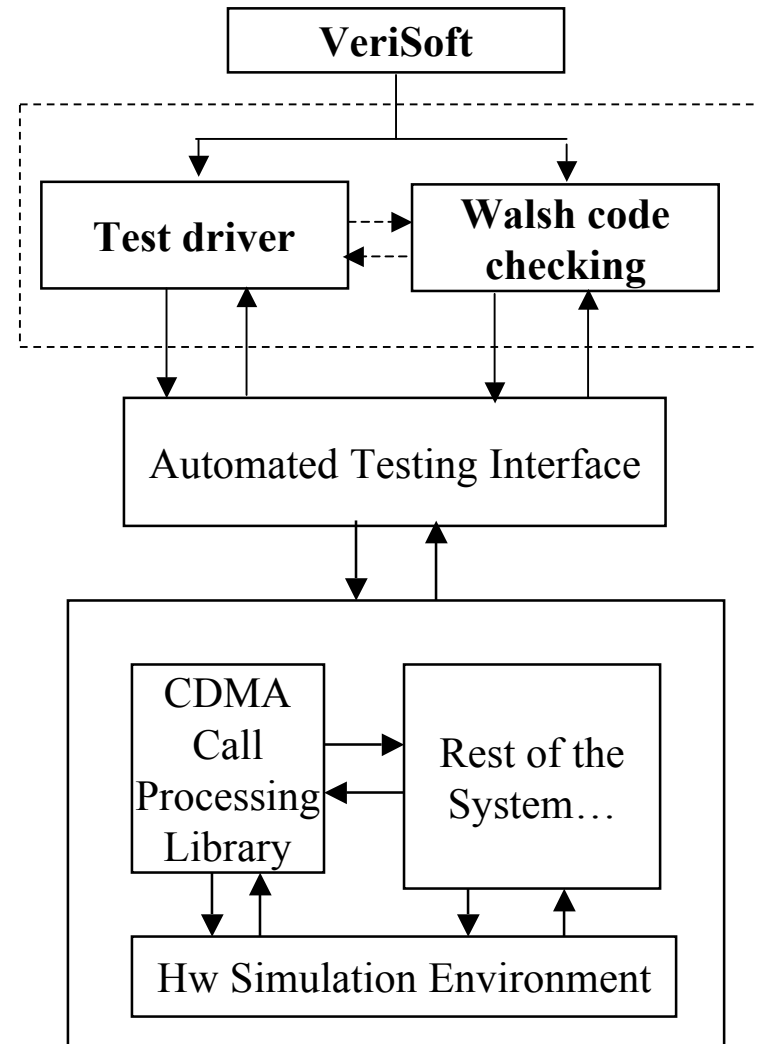 VeriSoft
Test driver
Walsh code
checking
Automated Testing Interface
CDMA
Call
Processing
Library
Rest of the
System…
Hw Simulation Environment